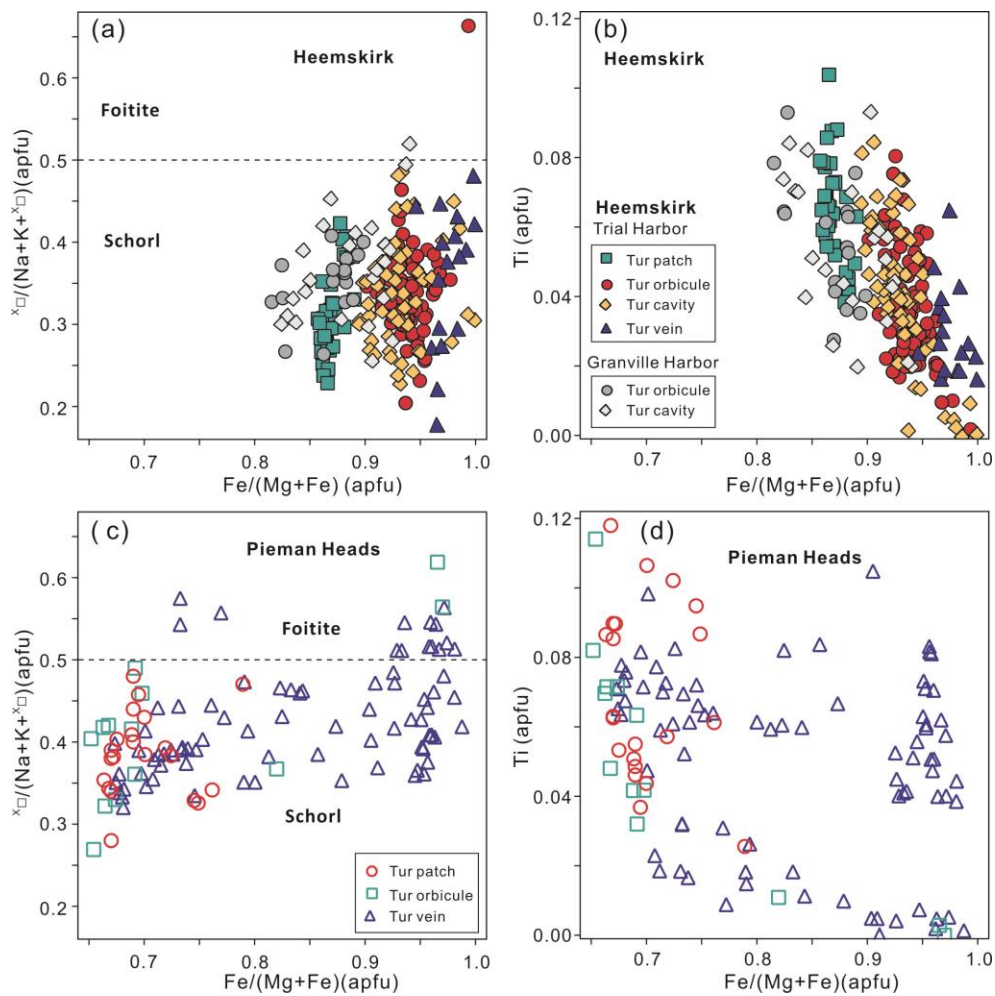 (a)
Heemskirk
Foitite
Schorl
ˣ□/(Na+K+ˣ□)(apfu)
0.6
0.5
0.4
0.3
0.2
0.7
0.8
0.9
1.0
Fe/(Mg+Fe) (apfu)
(b)
Heemskirk
Ti (apfu)
0.12
0.08
0.04
0.00
Heemskirk
Trial Harbor
Tur patch
Tur orbicule
Tur cavity
Tur vein
Granville Harbor
Tur orbicule
Tur cavity
0.7
0.8
0.9
1.0
Fe/(Mg+Fe)(apfu)
( c)
Pieman Heads
Foitite
Schorl
ˣ□/(Na+K+ˣ□)(apfu)
0.6
0.5
0.4
0.3
0.2
Tur patch
Tur orbicule
Tur vein
0.7
0.8
0.9
1.0
Fe/(Mg+Fe)(apfu)
(d)
Pieman Heads
Ti (apfu)
0.12
0.08
0.04
0.00
0.7
0.8
0.9
1.0
Fe/(Mg+Fe)(apfu)